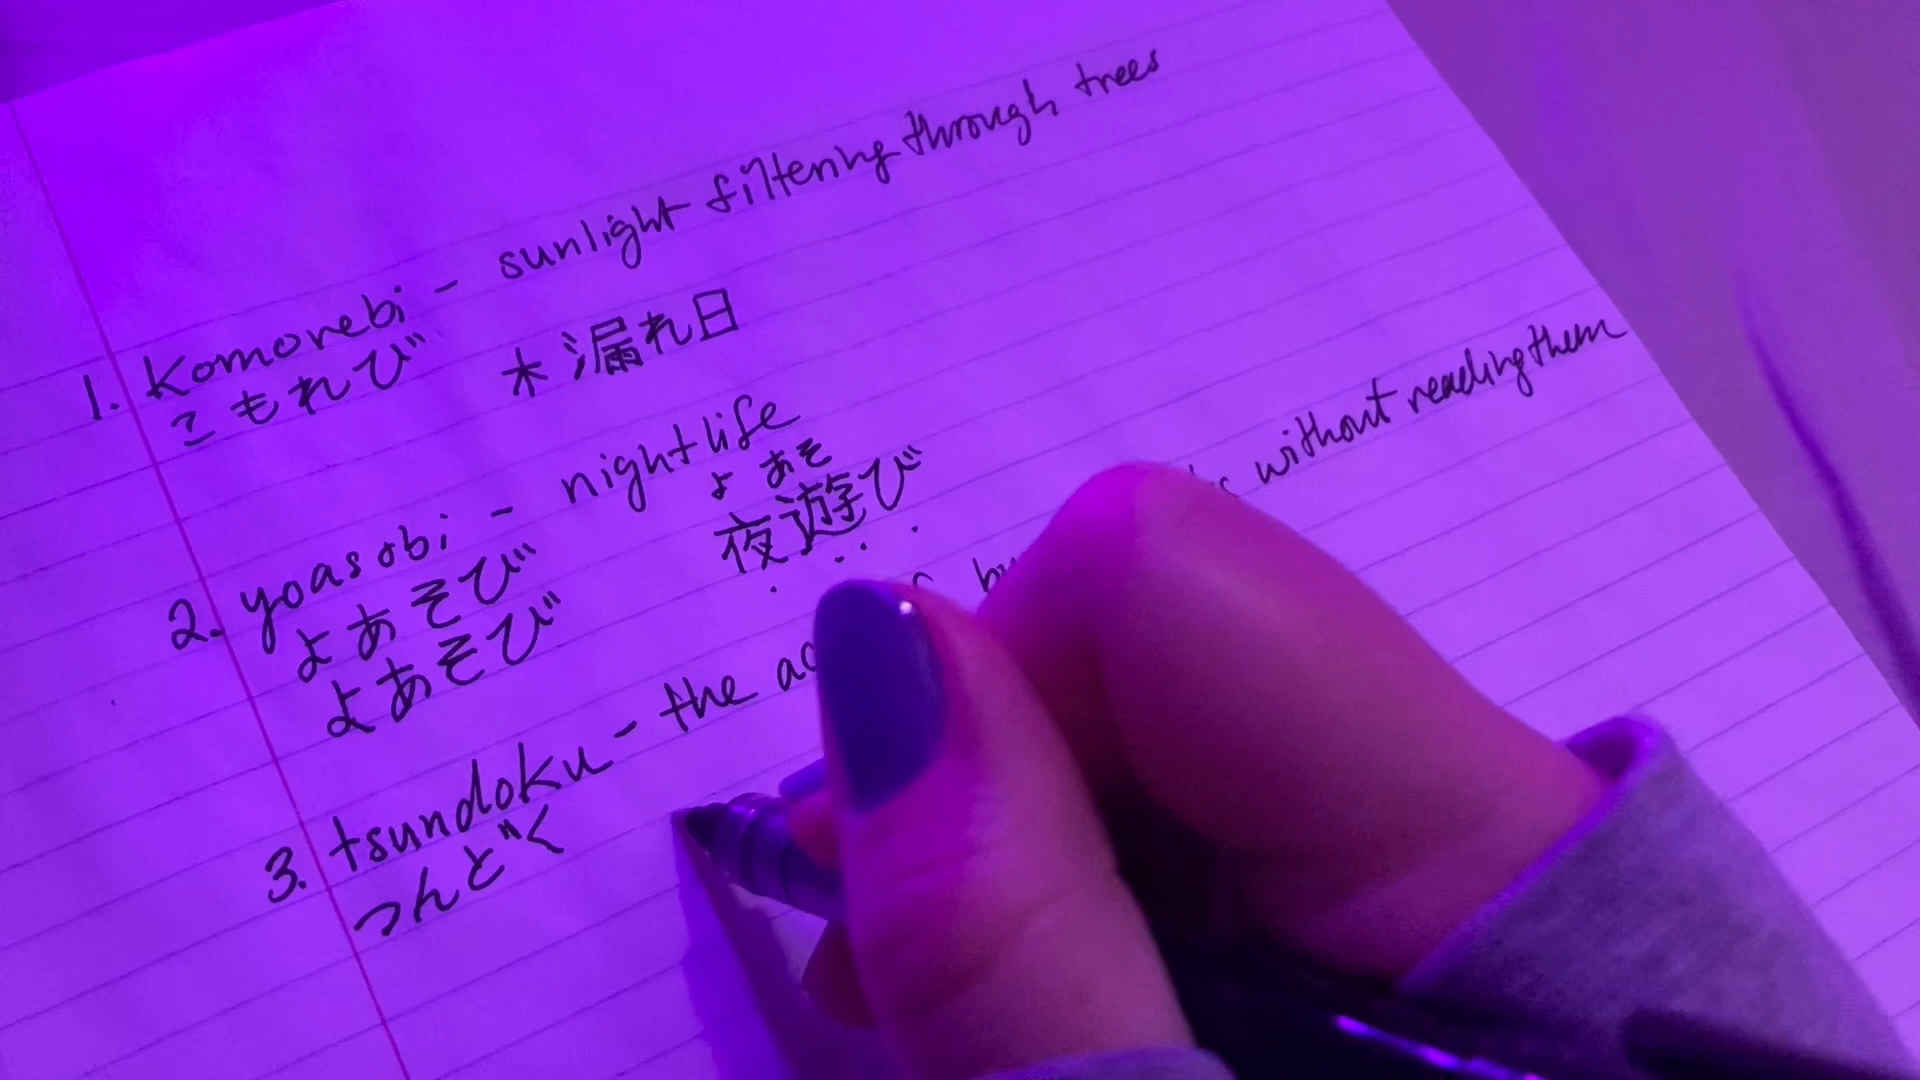 1. Komorebi - sunlight filtering through trees
こもれび 木漏れ日
2. yoasobi - nightlife
よ あそ
よあそび 夜遊び
よあそび
3. tsundoku - the without reading them
つんどく